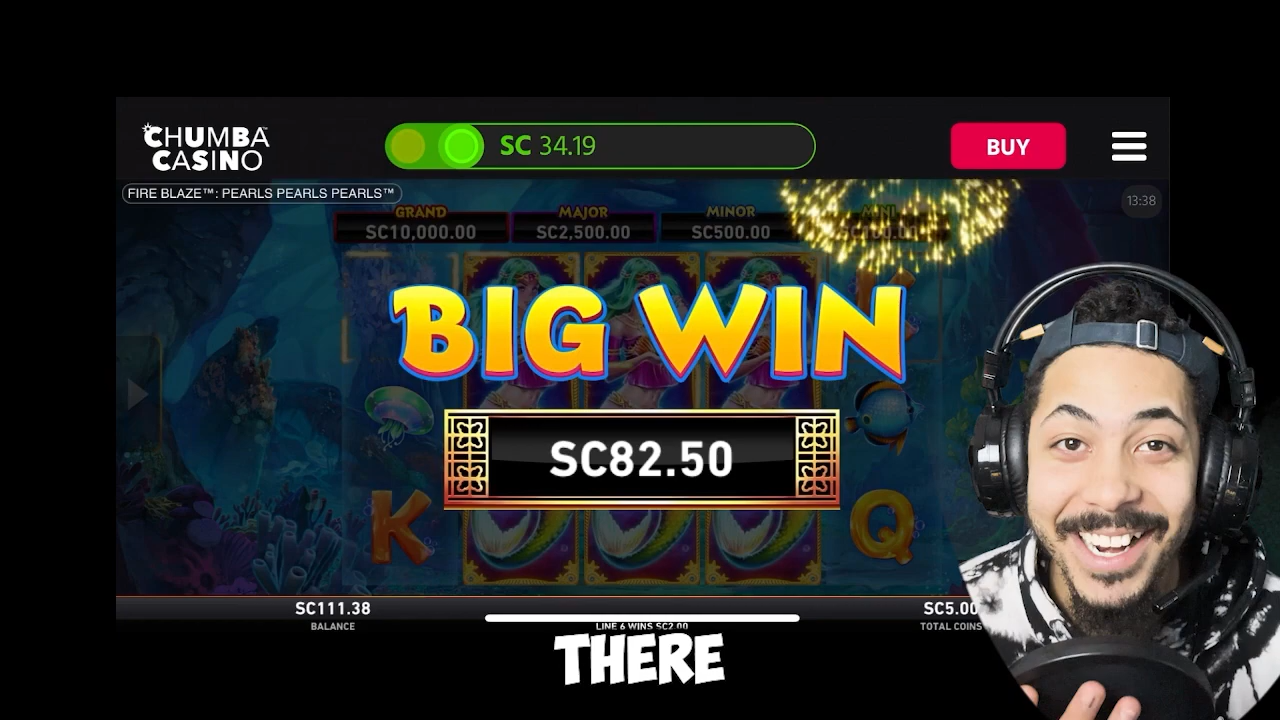 CHUMBA
CASINO
SC 34.19
BUY
FIRE BLAZE™: PEARLS PEARLS PEARLS™
13:38
GRAND
MAJOR
MINOR
MINI
SC10,000.00
SC2,500.00
SC500.00
BIG WIN
SC82.50
K
Q
SC111.38
BALANCE
LINE 6 WINS SC2.00
SC5.00
TOTAL COINS
THERE